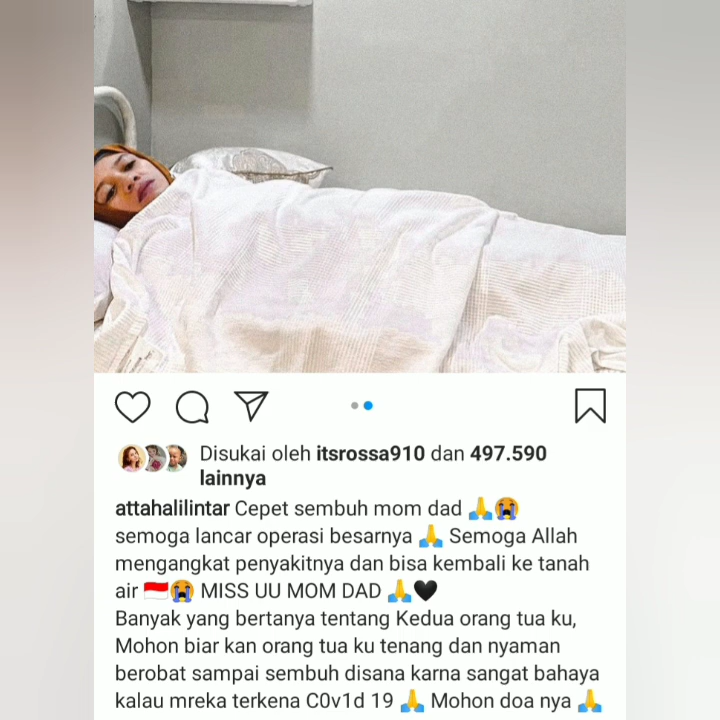 Disukai oleh itsrossa910 dan 497.590
lainnya
attahalilintar Cepet sembuh mom dad 🙏😭
semoga lancar operasi besarnya 🙏 Semoga Allah
mengangkat penyakitnya dan bisa kembali ke tanah
air 🇮🇩😭 MISS UU MOM DAD 🙏🖤
Banyak yang bertanya tentang Kedua orang tua ku,
Mohon biar kan orang tua ku tenang dan nyaman
berobat sampai sembuh disana karna sangat bahaya
kalau mreka terkena C0v1d 19 🙏 Mohon doa nya 🙏